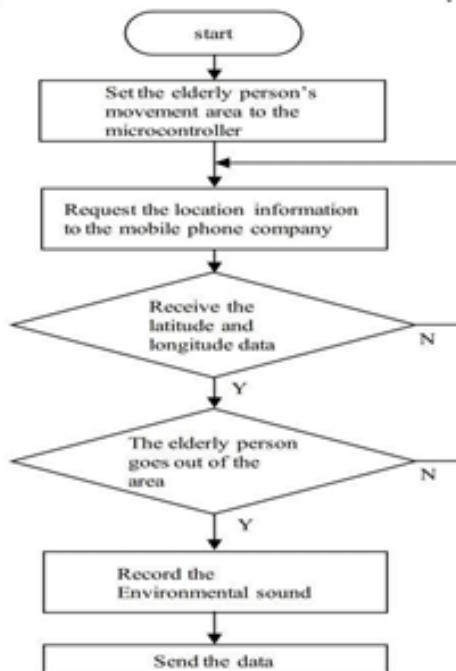 start
Set the elderly person's
movement area to the
microcontroller
Request the location information
to the mobile phone company
Receive the
latitude and
longitude data
N
Y
The elderly person
goes out of the
area
N
Y
Record the
Environmental sound
Send the data